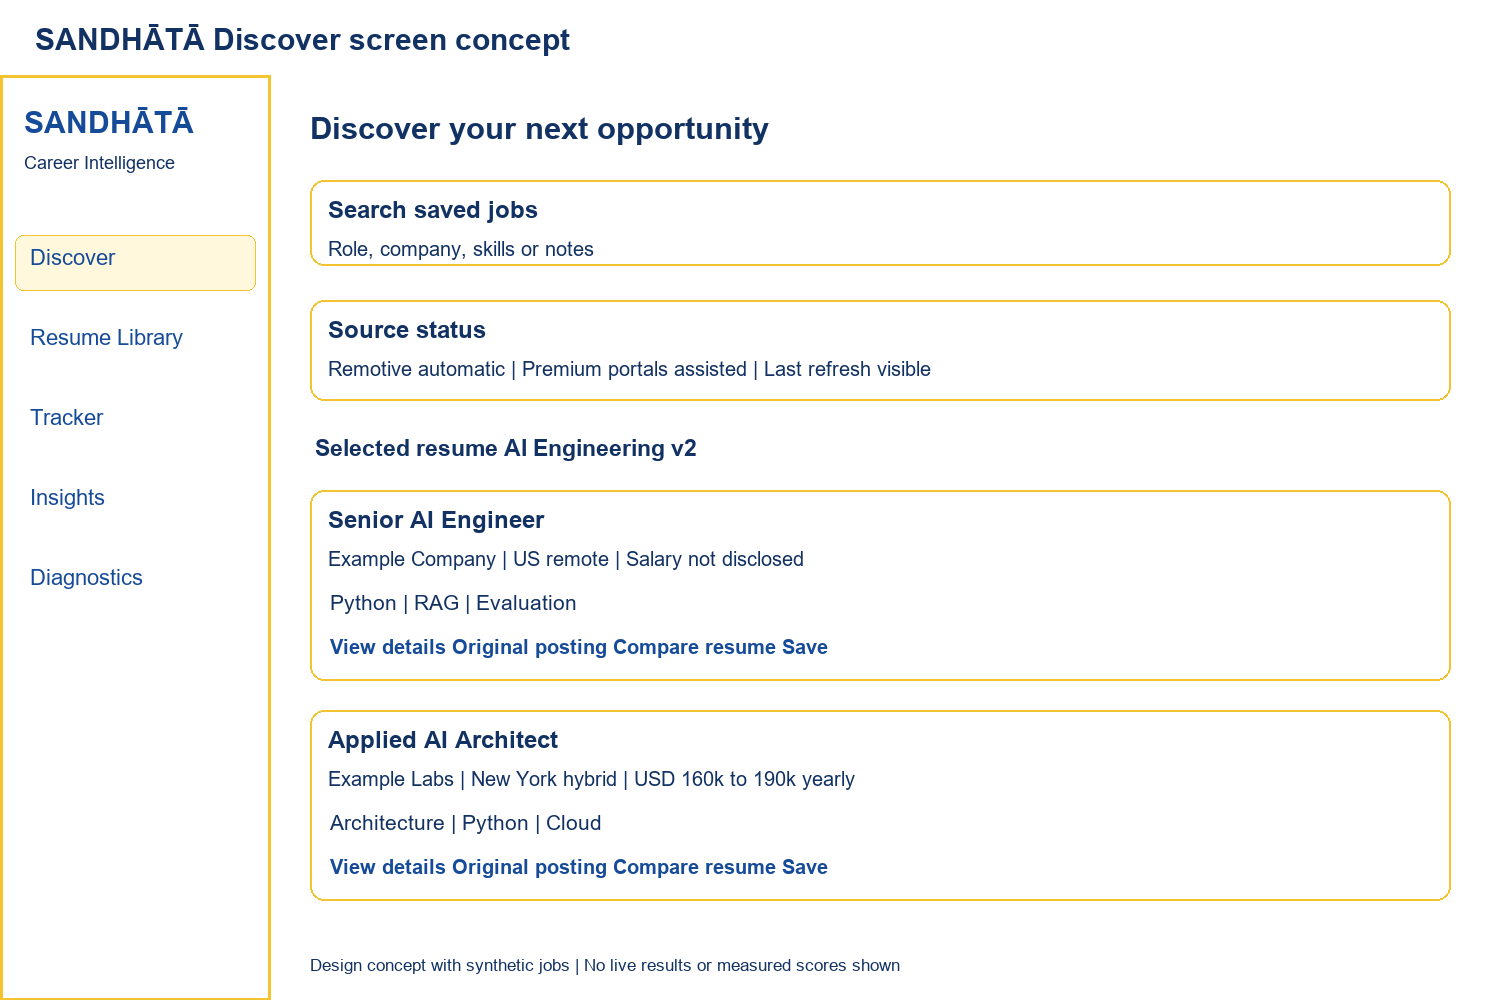 SANDHĀTĀ Discover screen concept
SANDHĀTĀ
Career Intelligence
Discover
Resume Library
Tracker
Insights
Diagnostics
Discover your next opportunity
Search saved jobs
Role, company, skills or notes
Source status
Remotive automatic | Premium portals assisted | Last refresh visible
Selected resume AI Engineering v2
Senior AI Engineer
Example Company | US remote | Salary not disclosed
Python | RAG | Evaluation
View details Original posting Compare resume Save
Applied AI Architect
Example Labs | New York hybrid | USD 160k to 190k yearly
Architecture | Python | Cloud
View details Original posting Compare resume Save
Design concept with synthetic jobs | No live results or measured scores shown